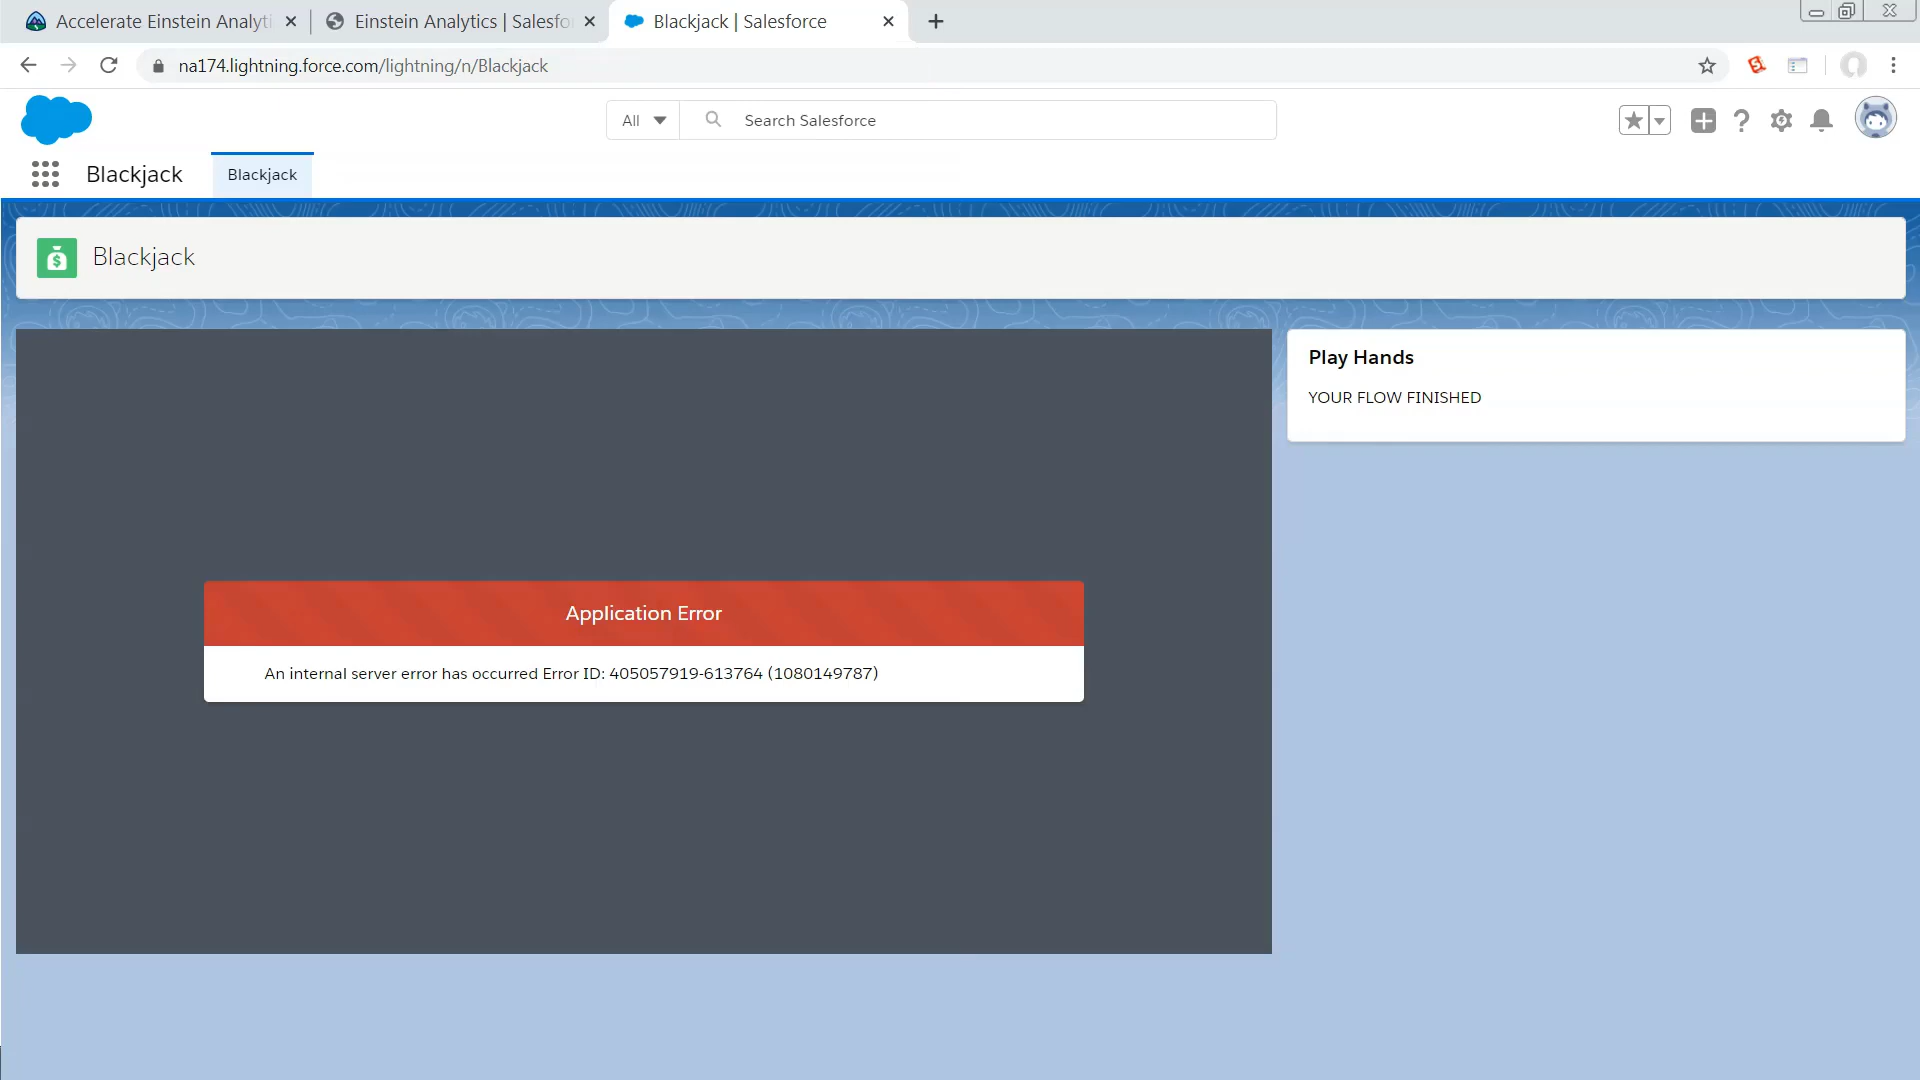 Accelerate Einstein Analyti
Einstein Analytics | Salesfo
Blackjack | Salesforce
na174.lightning.force.com/lightning/n/Blackjack
All
Search Salesforce
Blackjack
Blackjack
Blackjack
Play Hands
YOUR FLOW FINISHED
Application Error
An internal server error has occurred Error ID: 405057919-613764 (1080149787)